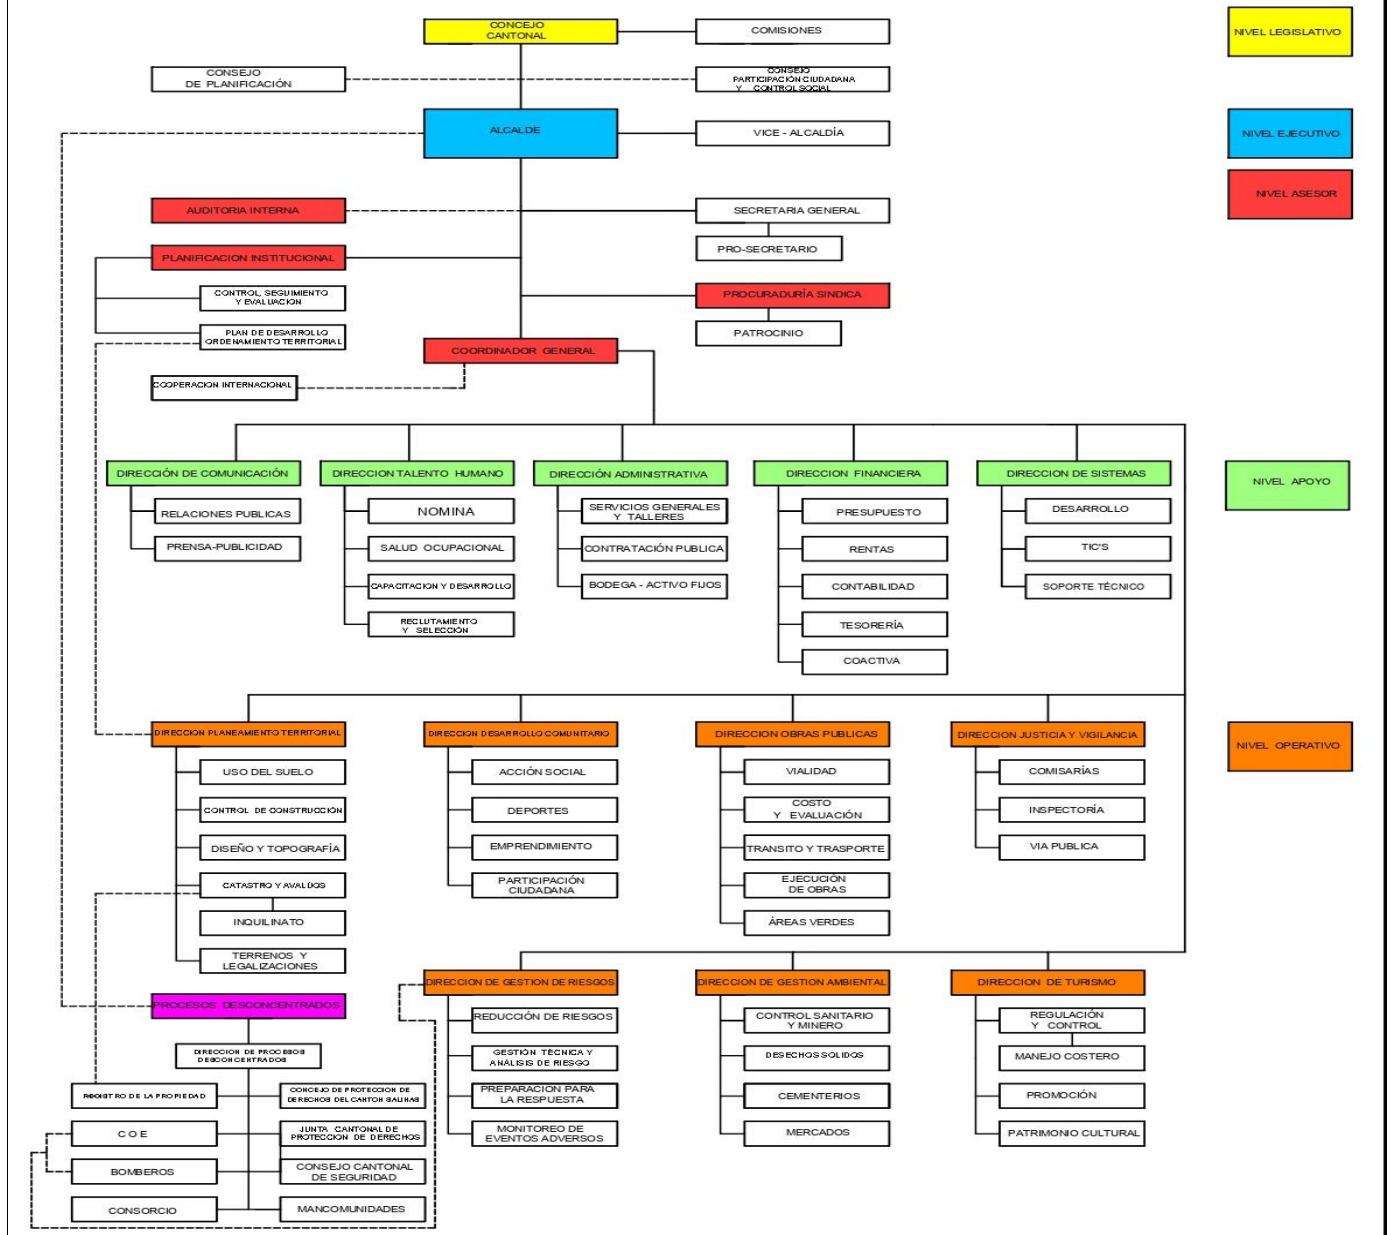 CONCEJO
CANTONAL
COMISIONES
NIVEL LEGISLATIVO
CONSEJO
DE PLANIFICACIÓN
CONSEJO
PARTICIPACIÓN CIUDADANA
Y CONTROL SOCIAL
ALCALDE
VICE - ALCALDÍA
NIVEL EJECUTIVO
NIVEL ASESOR
AUDITORIA INTERNA
SECRETARIA GENERAL
PRO-SECRETARIO
PLANIFICACION INSTITUCIONAL
CONTROL, SEGUIMIENTO
Y EVALUACION
PROCURADURÍA SINDICA
PLAN DE DESARROLLO
ORDENAMIENTO TERRITORIAL
PATROCINIO
COORDINADOR GENERAL
COOPERACION INTERNACIONAL
DIRECCIÓN DE COMUNICACIÓN
DIRECCION TALENTO HUMANO
DIRECCIÓN ADMINISTRATIVA
DIRECCION FINANCIERA
DIRECCION DE SISTEMAS
NIVEL APOYO
RELACIONES PUBLICAS
PRENSA-PUBLICIDAD
NOMINA
SALUD OCUPACIONAL
CAPACITACION Y DESARROLLO
RECLUTAMIENTO
Y SELECCIÓN
SERVICIOS GENERALES
Y TALLERES
CONTRATACIÓN PUBLICA
BODEGA - ACTIVO FIJOS
PRESUPUESTO
RENTAS
CONTABILIDAD
TESORERÍA
COACTIVA
DESARROLLO
TIC'S
SOPORTE TÉCNICO
DIRECCION PLANEAMIENTO TERRITORIAL
DIRECCION DESARROLLO COMUNITARIO
DIRECCION OBRAS PUBLICAS
DIRECCION JUSTICIA Y VIGILANCIA
NIVEL OPERATIVO
USO DEL SUELO
CONTROL DE CONSTRUCCIÓN
DISEÑO Y TOPOGRAFÍA
CATASTRO Y AVALÚOS
INQUILINATO
TERRENOS Y
LEGALIZACIONES
ACCIÓN SOCIAL
DEPORTES
EMPRENDIMIENTO
PARTICIPACIÓN
CIUDADANA
VIALIDAD
COSTO
Y EVALUACIÓN
TRANSITO Y TRASPORTE
EJECUCIÓN
DE OBRAS
ÁREAS VERDES
COMISARÍAS
INSPECTORÍA
VIA PUBLICA
PROCESOS DESCONCENTRADOS
DIRECCION DE PROCESOS
DESCONCENTRADOS
REGISTRO DE LA PROPIEDAD
CONCEJO DE PROTECCION DE
DERECHOS DEL CANTON SALINAS
C O E
JUNTA CANTONAL DE
PROTECCION DE DERECHOS
BOMBEROS
CONSEJO CANTONAL
DE SEGURIDAD
CONSORCIO
MANCOMUNIDADES
DIRECCION DE GESTION DE RIESGOS
DIRECCION DE GESTION AMBIENTAL
DIRECCION DE TURISMO
REDUCCIÓN DE RIESGOS
GESTIÓN TÉCNICA Y
ANÁLISIS DE RIESGO
PREPARACION PARA
LA RESPUESTA
MONITOREO DE
EVENTOS ADVERSOS
CONTROL SANITARIO
Y MINERO
DESECHOS SOLIDOS
CEMENTERIOS
MERCADOS
REGULACIÓN
Y CONTROL
MANEJO COSTERO
PROMOCIÓN
PATRIMONIO CULTURAL